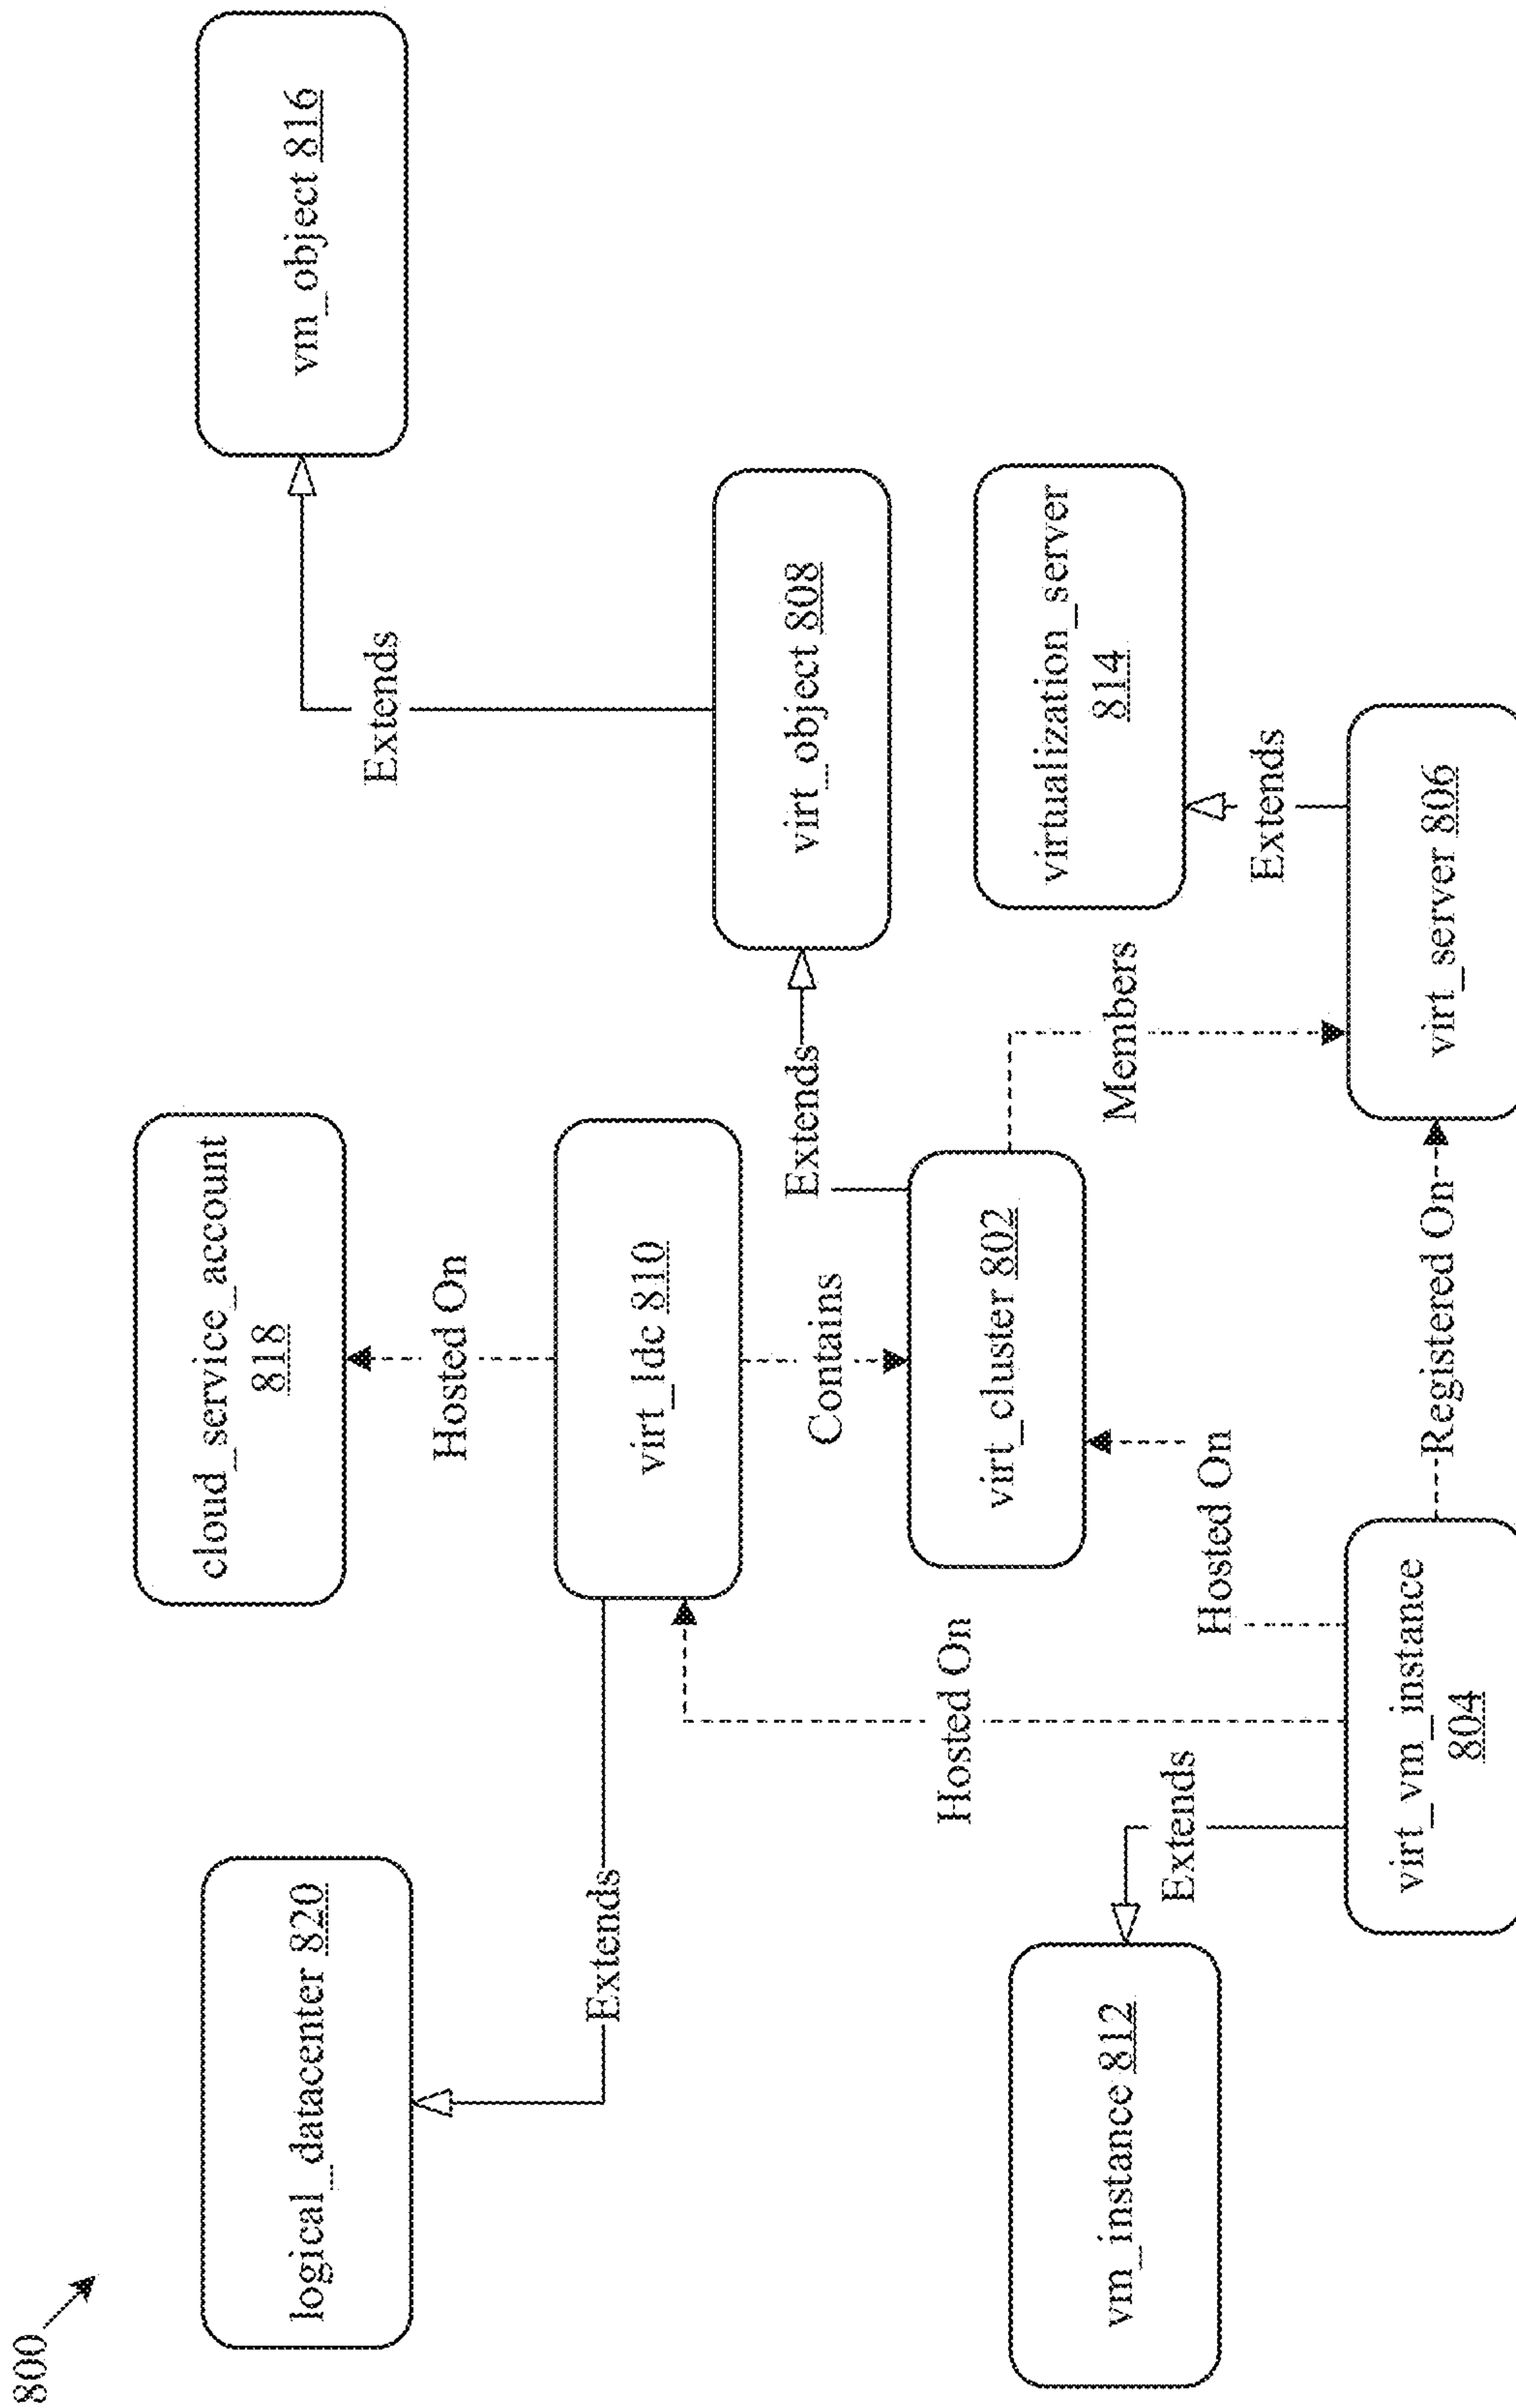 800
logical_datacenter 820
cloud_service_account
818
vm_object 816
Extends
Hosted On
Extends
virt_ldc 810
virt_object 808
Contains
Extends
Hosted On
virt_cluster 802
virtualization_server
814
vm_instance 812
Members
Extends
Hosted On
Extends
virt_vm_instance
804
Registered On
virt_server 806